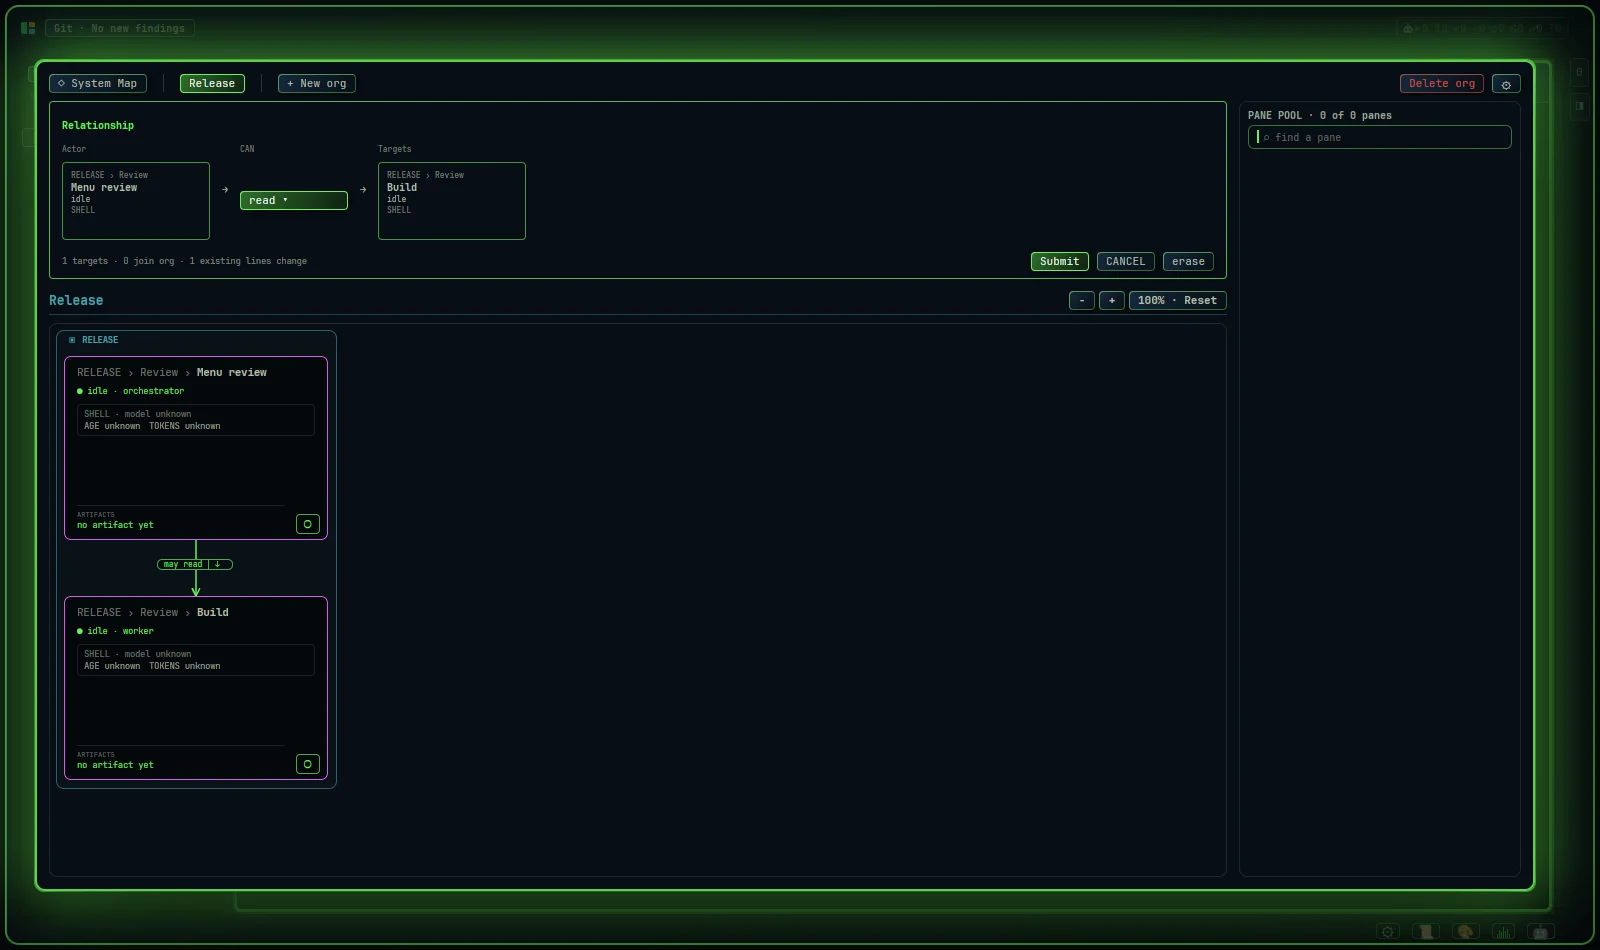 Git · No new findings
◇ System Map
Release
+ New org
Delete org
Relationship
Actor
CAN
Targets
RELEASE › Review
Menu review
idle
SHELL
→
read ▾
→
RELEASE › Review
Build
idle
SHELL
1 targets · 0 join org · 1 existing lines change
Submit
CANCEL
erase
PANE POOL · 0 of 0 panes
find a pane
Release
-
+
100% · Reset
RELEASE
RELEASE › Review › Menu review
idle · orchestrator
SHELL · model unknown
AGE unknown TOKENS unknown
ARTIFACTS
no artifact yet
may read ↓
RELEASE › Review › Build
idle · worker
SHELL · model unknown
AGE unknown TOKENS unknown
ARTIFACTS
no artifact yet